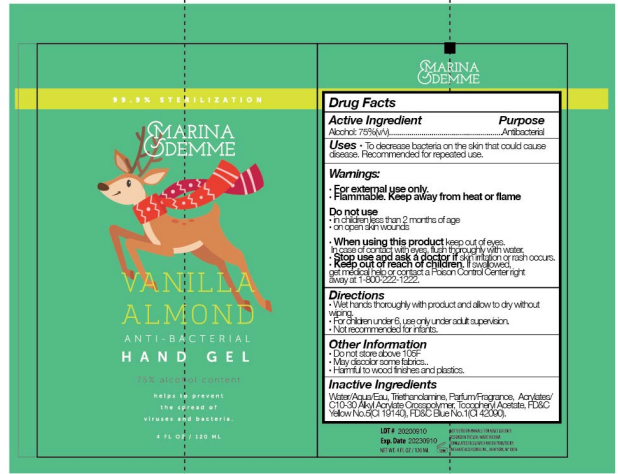 99.9% STERILIZATION
MARINA
& DEMME
VANILLA
ALMOND
ANTI-BACTERIAL
HAND GEL
75% alcohol content
helps to prevent
the spread of
viruses and bacteria.
4 FL OZ / 120 ML
MARINA
& DEMME
Drug Facts
Active Ingredient Purpose
Alcohol: 75%(v/v)..........................................................Antibacterial
Uses • To decrease bacteria on the skin that could cause
disease. Recommended for repeated use.
Warnings:
• For external use only.
• Flammable. Keep away from heat or flame
Do not use
• in children less than 2 months of age
• on open skin wounds
• When using this product keep out of eyes.
In case of contact with eyes, flush thoroughly with water.
• Stop use and ask a doctor if skin irritation or rash occurs.
• Keep out of reach of children. If swallowed,
get medical help or contact a Poison Control Center right
away at 1-800-222-1222.
Directions
• Wet hands thoroughly with product and allow to dry without
wiping.
• For children under 6, use only under adult supervision.
• Not recommended for infants.
Other Information
• Do not store above 105F
• May discolor some fabrics..
• Harmful to wood finishes and plastics.
Inactive Ingredients
Water/Aqua/Eau, Triethanolamine, Parfum/Fragrance, Acrylates/
C10-30 Alkyl Acrylate Crosspolymer, Tocopheryl Acetate, FD&C
Yellow No.5(CI 19140), FD&C Blue No.1(CI 42090),
LOT # 20200910
Exp. Date 20230910
NET WT. 4 FL OZ / 120 ML